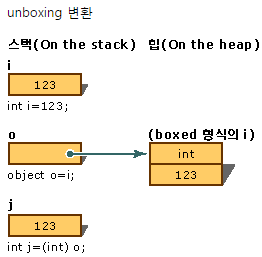 unboxing 변환
스택(On the stack) 힙(On the heap)
i
123
int i=123;
o (boxed 형식의 i)
int
object o=i; 123
j
123
int j=(int) o;